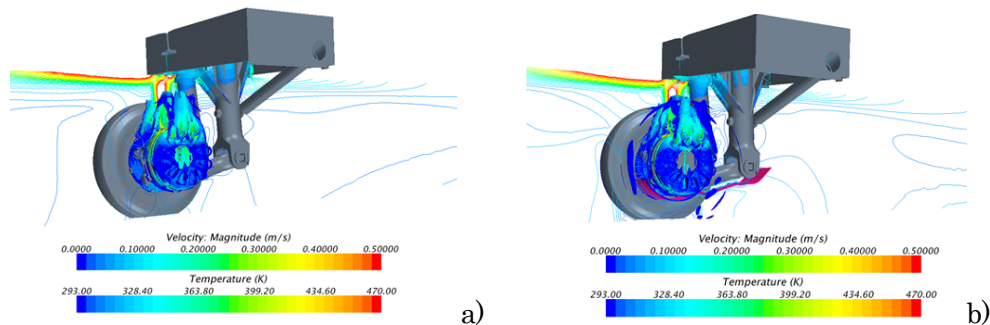 Velocity: Magnitude (m/s)
0.0000 0.10000 0.20000 0.30000 0.40000 0.50000
Temperature (K)
293.00 328.40 363.80 399.20 434.60 470.00
a)
Velocity: Magnitude (m/s)
0.0000 0.10000 0.20000 0.30000 0.40000 0.50000
Temperature (K)
293.00 328.40 363.80 399.20 434.60 470.00
b)